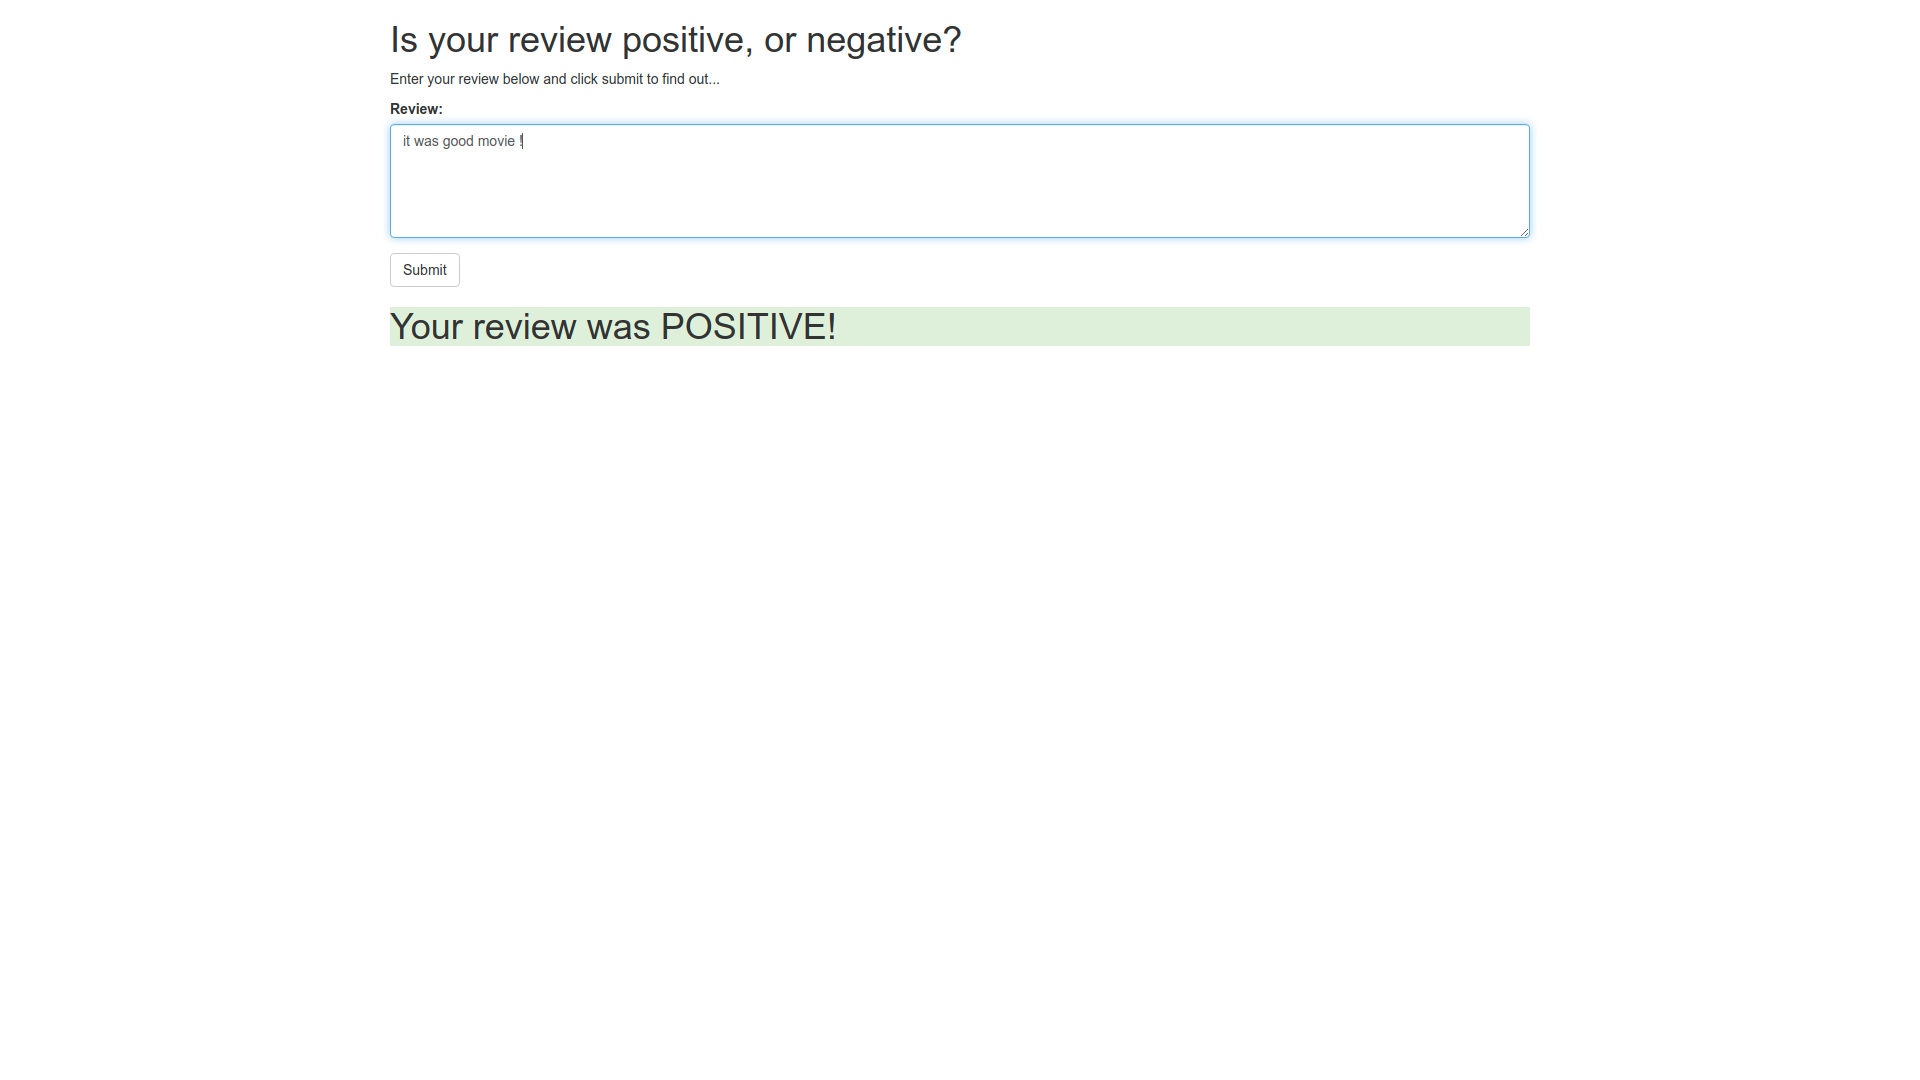 Is your review positive, or negative?
Enter your review below and click submit to find out...
Review:
it was good movie !
Submit
Your review was POSITIVE!